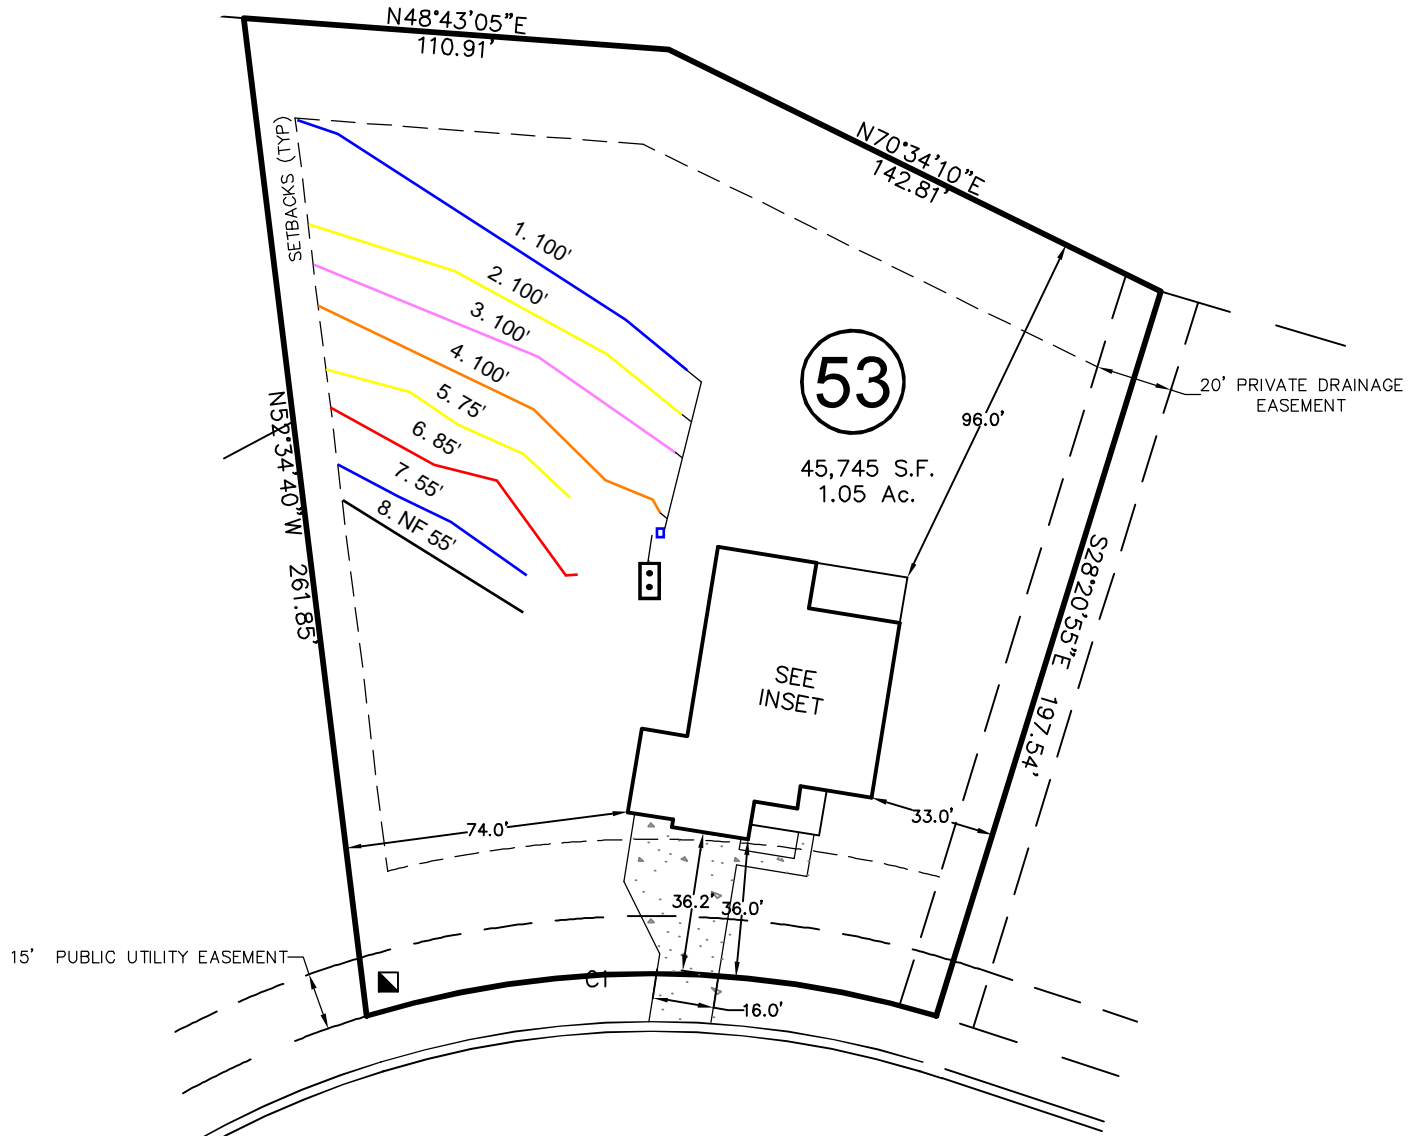 N48°43'05"E
110.91'
N70°34'10"E
142.81'
SETBACKS (TYP)
1. 100'
2. 100'
3. 100'
4. 100'
5. 75'
6. 85'
7. 55'
8. NF 55'
53
45,745 S.F.
1.05 Ac.
96.0'
20' PRIVATE DRAINAGE
EASEMENT
N52°34'40"W 261.85'
S28°20'55"E 197.54'
SEE
INSET
74.0'
33.0'
36.2'
36.0'
15' PUBLIC UTILITY EASEMENT
C1
16.0'